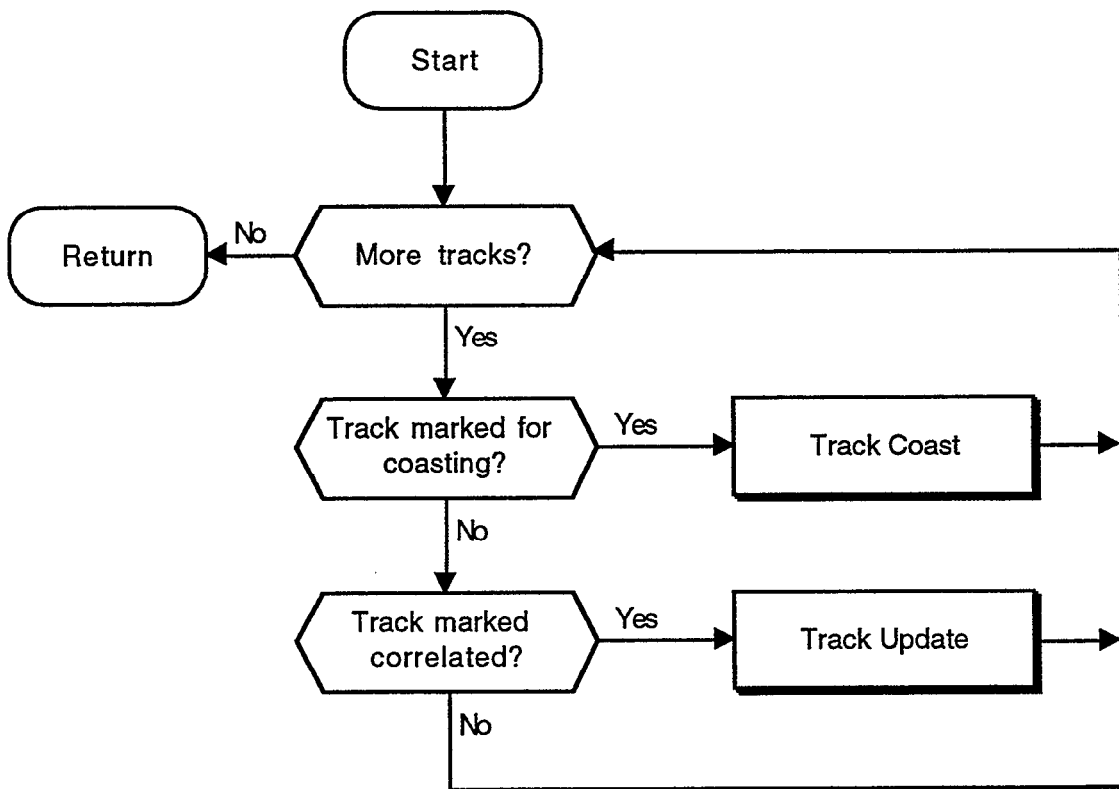 Start
No
Return
More tracks?
Yes
Track marked for
coasting?
Yes
Track Coast
No
Track marked
correlated?
Yes
Track Update
No